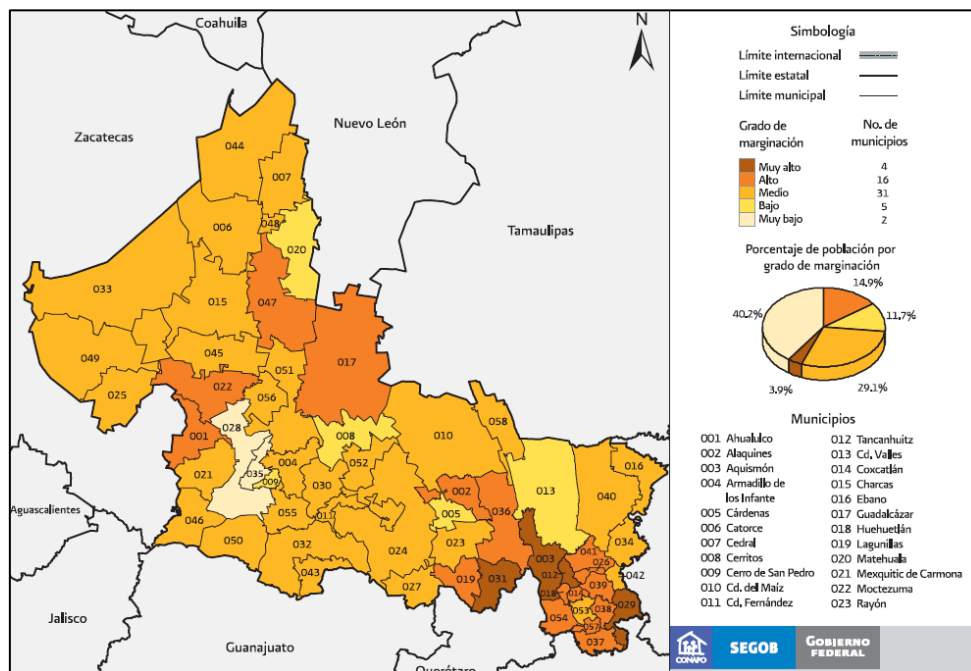 Coahuila
N
Zacatecas
Nuevo León
Tamaulipas
Aguascalientes
Jalisco
Guanajuato
Querétaro
044
007
048
006
020
033
015
047
049
045
017
051
025
022
056
028
008
010
058
001
021
035
009
004
030
052
013
016
040
002
036
005
055
011
046
050
032
024
023
034
043
027
019
031
003
041
026
042
012
039
018
014
029
053
038
054
057
037
Simbología
Límite internacional
Límite estatal
Límite municipal
Grado de marginación No. de municipios
Muy alto 4
Alto 16
Medio 31
Bajo 5
Muy bajo 2
Porcentaje de población por
grado de marginación
14.9%
11.7%
40.2%
3.9%
29.1%
Municipios
001 Ahualulco
002 Alaquines
003 Aquismón
004 Armadillo de
los Infante
005 Cárdenas
006 Catorce
007 Cedral
008 Cerritos
009 Cerro de San Pedro
010 Cd. del Maíz
011 Cd. Fernández
012 Tancanhuitz
013 Cd. Valles
014 Coxcatlán
015 Charcas
016 Ebano
017 Guadalcázar
018 Huehuetlán
019 Lagunillas
020 Matehuala
021 Mexquitic de Carmona
022 Moctezuma
023 Rayón
CONAPO
SEGOB
GOBIERNO
FEDERAL